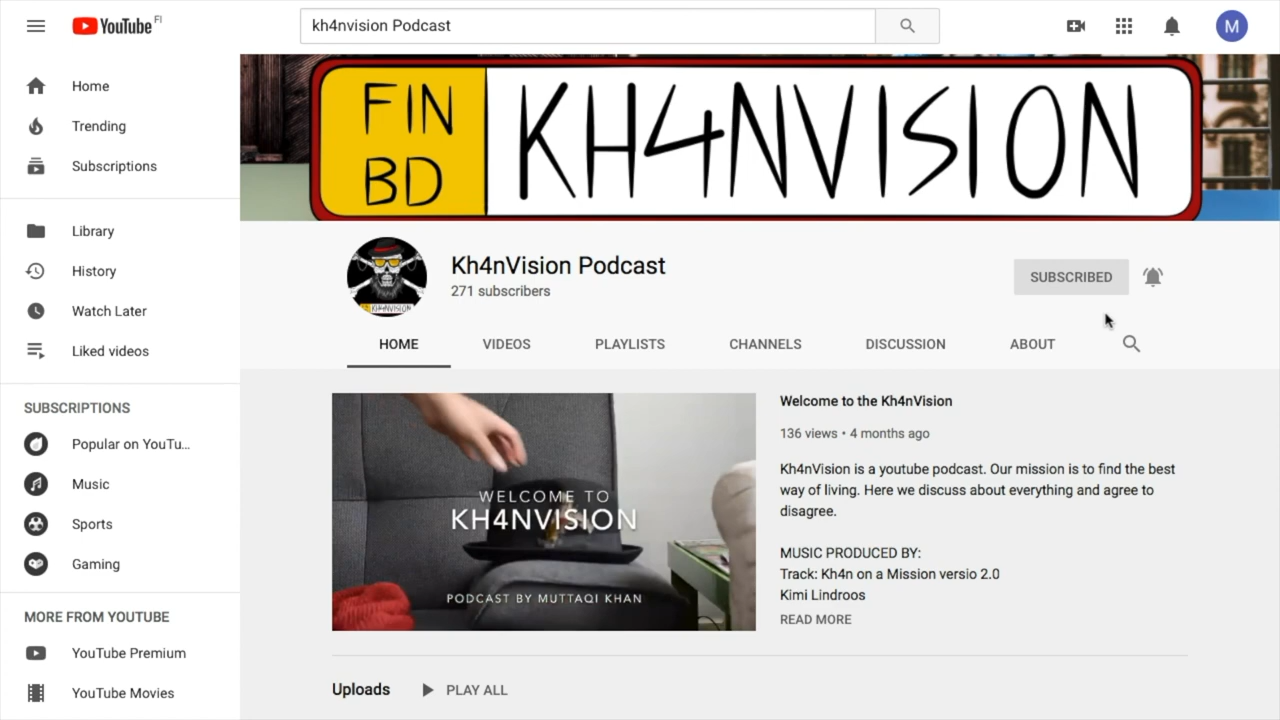 YouTube FI
kh4nvision Podcast
M
Home
Trending
Subscriptions
Library
History
Watch Later
Liked videos
SUBSCRIPTIONS
Popular on YouTu...
Music
Sports
Gaming
MORE FROM YOUTUBE
YouTube Premium
YouTube Movies
FIN
BD
KH4NVISION
KH4NVISION
Kh4nVision Podcast
271 subscribers
SUBSCRIBED
HOME VIDEOS PLAYLISTS CHANNELS DISCUSSION ABOUT
WELCOME TO
KH4NVISION
PODCAST BY MUTTAQI KHAN
Welcome to the Kh4nVision
136 views • 4 months ago
Kh4nVision is a youtube podcast. Our mission is to find the best
way of living. Here we discuss about everything and agree to
disagree.
MUSIC PRODUCED BY:
Track: Kh4n on a Mission versio 2.0
Kimi Lindroos
READ MORE
Uploads PLAY ALL